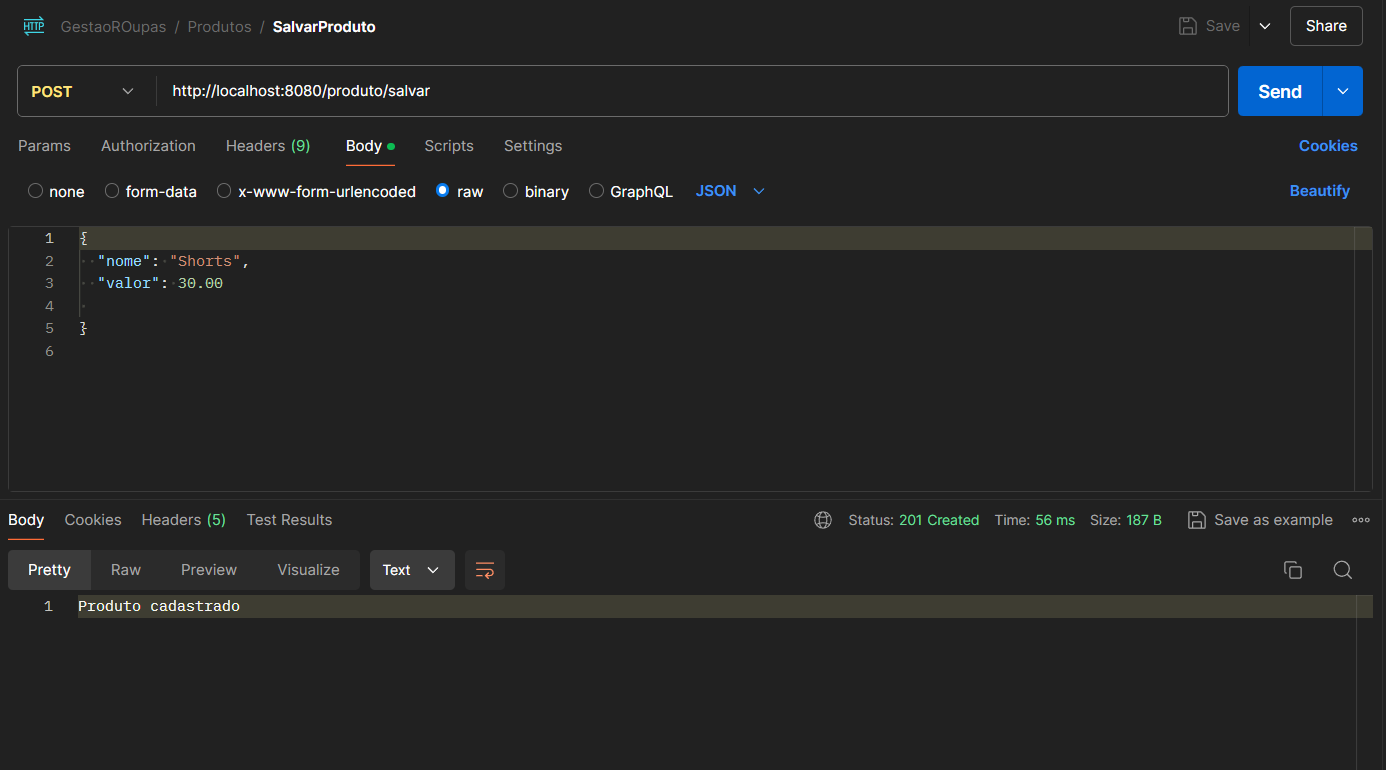 HTTP GestaoROupas / Produtos / SalvarProduto Save Share
POST http://localhost:8080/produto/salvar Send
Params Authorization Headers (9) Body Scripts Settings Cookies
none form-data x-www-form-urlencoded raw binary GraphQL JSON Beautify
1 {
2 "nome": "Shorts",
3 "valor": 30.00
4
5 }
6
Body Cookies Headers (5) Test Results Status: 201 Created Time: 56 ms Size: 187 B Save as example
Pretty Raw Preview Visualize Text
1 Produto cadastrado